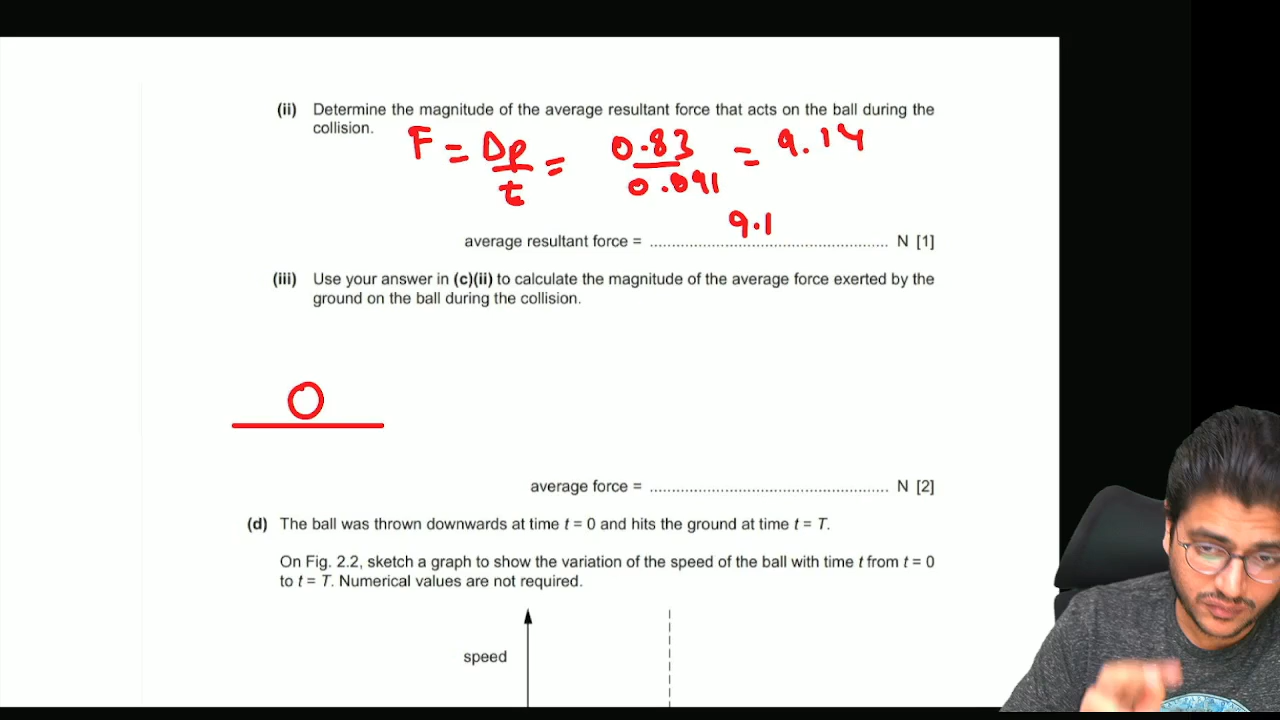 (ii) Determine the magnitude of the average resultant force that acts on the ball during the
collision.
F = Δp/t = 0.83/0.091 = 9.14
9.1
average resultant force = ........................................................ N [1]
(iii) Use your answer in (c)(ii) to calculate the magnitude of the average force exerted by the
ground on the ball during the collision.
average force = ........................................................ N [2]
(d) The ball was thrown downwards at time t = 0 and hits the ground at time t = T.
On Fig. 2.2, sketch a graph to show the variation of the speed of the ball with time t from t = 0
to t = T. Numerical values are not required.
speed